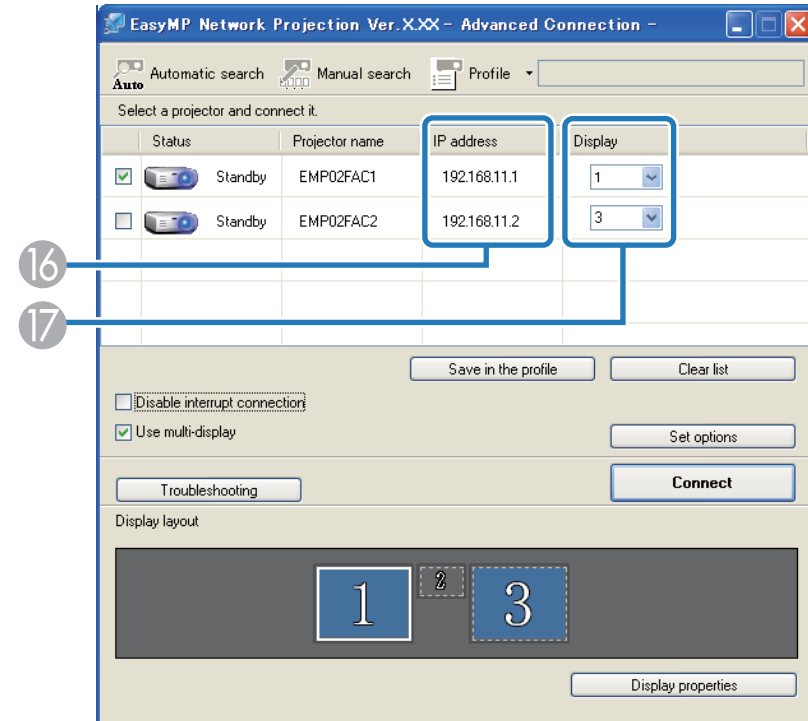 EasyMP Network Projection Ver.X.XX - Advanced Connection -
Auto Automatic search Manual search Profile
Select a projector and connect it.
Status Projector name IP address Display
Standby EMP02FAC1 192.168.11.1 1
Standby EMP02FAC2 192.168.11.2 3
16
17
Save in the profile Clear list
Disable interrupt connection
Use multi-display Set options
Troubleshooting Connect
Display layout
1 2 3
Display properties